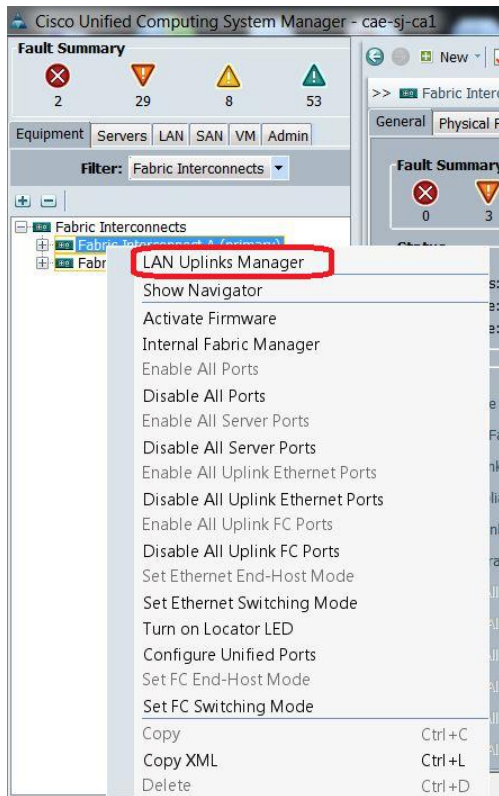 Cisco Unified Computing System Manager - cae-sj-ca1
Fault Summary
2 29 8 53
Equipment Servers LAN SAN VM Admin
Filter: Fabric Interconnects
Fabric Interconnects
Fabric Interconnect A (primary)
Fabr
New
>> Fabric Interc
General Physical P
Fault Summary
0 3
Status
LAN Uplinks Manager
Show Navigator
Activate Firmware
Internal Fabric Manager
Enable All Ports
Disable All Ports
Enable All Server Ports
Disable All Server Ports
Enable All Uplink Ethernet Ports
Disable All Uplink Ethernet Ports
Enable All Uplink FC Ports
Disable All Uplink FC Ports
Set Ethernet End-Host Mode
Set Ethernet Switching Mode
Turn on Locator LED
Configure Unified Ports
Set FC End-Host Mode
Set FC Switching Mode
Copy Ctrl+C
Copy XML Ctrl+L
Delete Ctrl+D